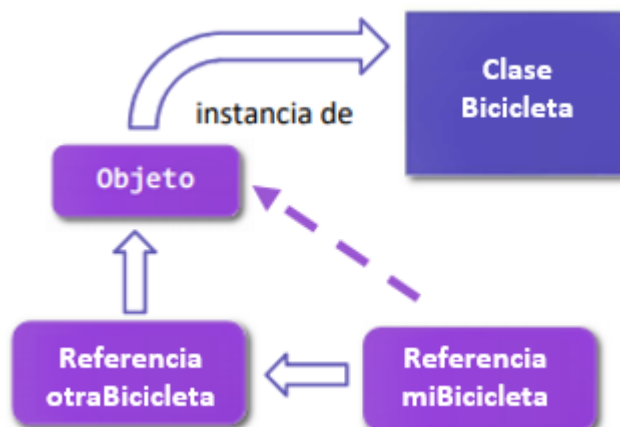 Clase
Bicicleta
instancia de
Objeto
Referencia
otraBicicleta
Referencia
miBicicleta